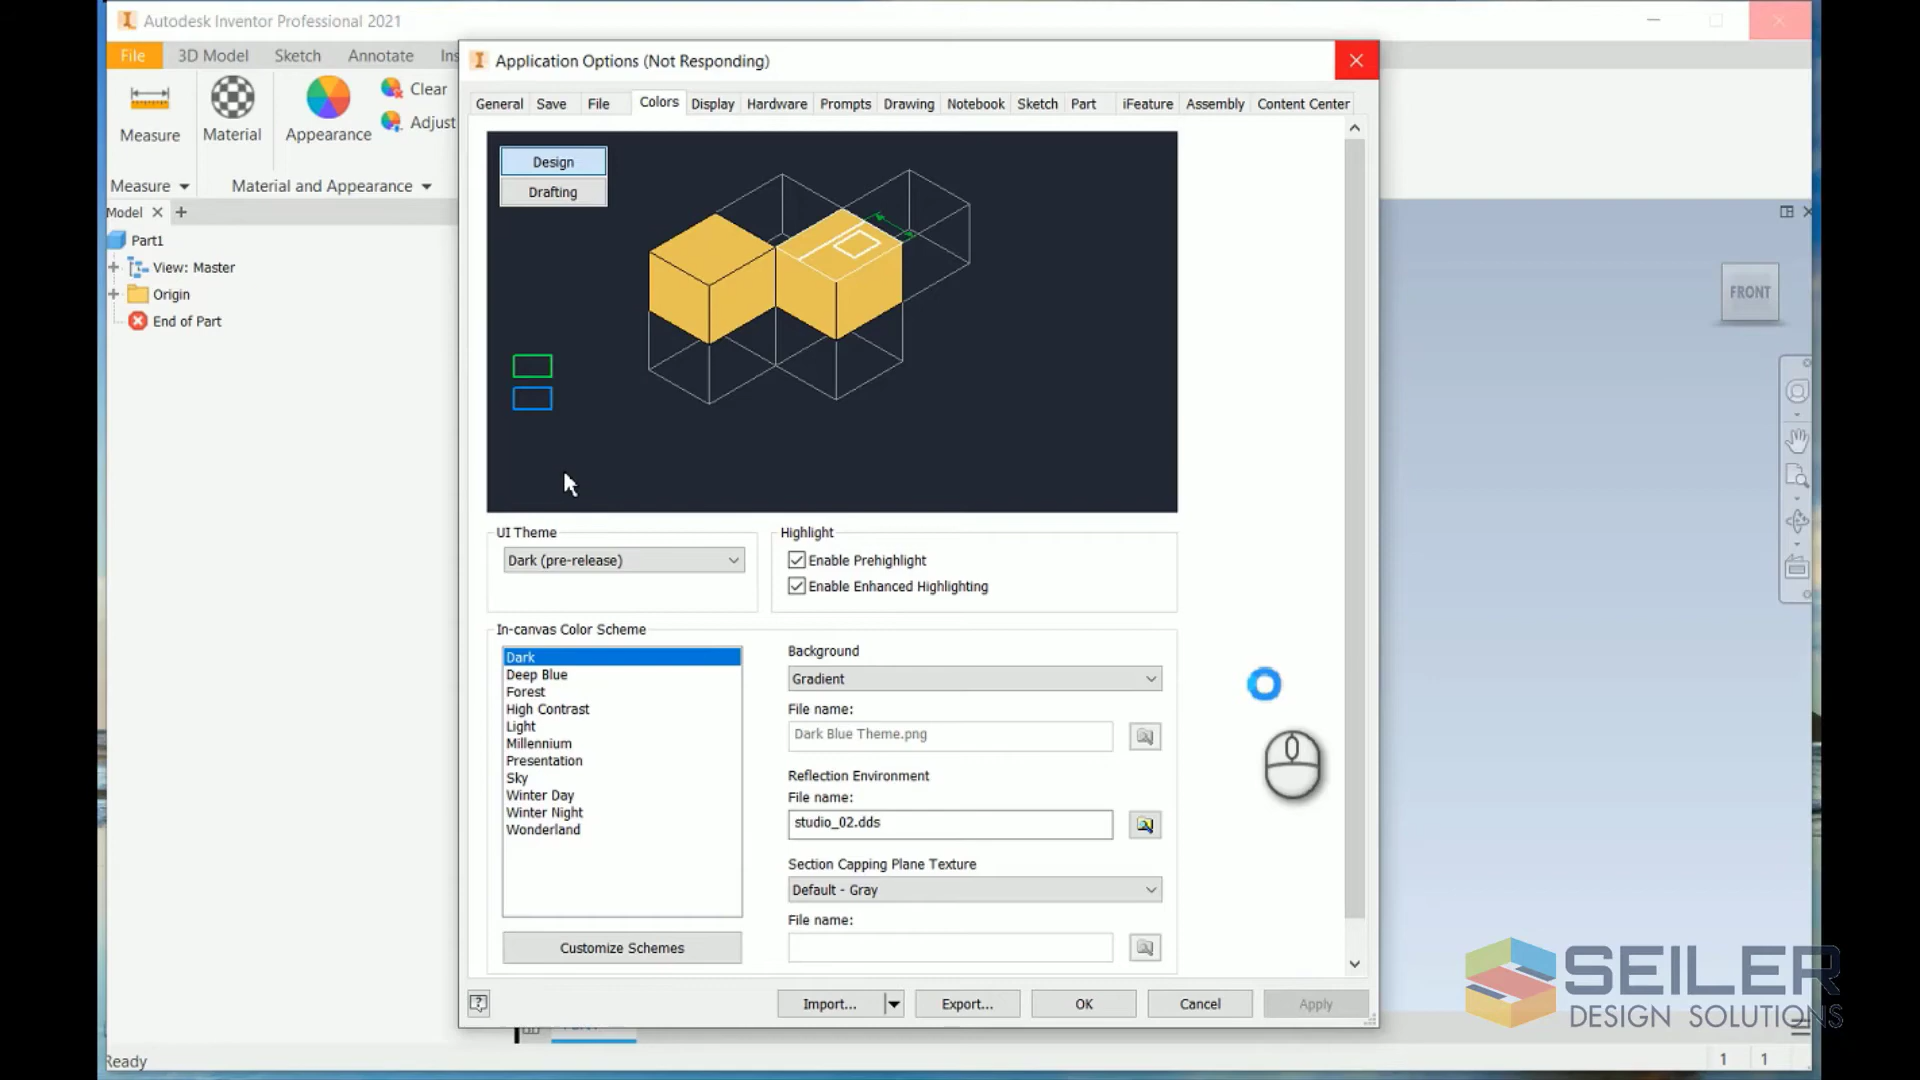 Autodesk Inventor Professional 2021
File 3D Model Sketch Annotate Ins
Measure Material Appearance Clear
Adjust
Measure Material and Appearance
Model
Part1
View: Master
Origin
End of Part
Application Options (Not Responding)
General Save File Colors Display Hardware Prompts Drawing Notebook Sketch Part iFeature Assembly Content Center
Design
Drafting
FRONT
UI Theme
Dark (pre-release)
Highlight
Enable Prehighlight
Enable Enhanced Highlighting
In-canvas Color Scheme
Dark
Deep Blue
Forest
High Contrast
Light
Millennium
Presentation
Sky
Winter Day
Winter Night
Wonderland
Customize Schemes
Background
Gradient
File name:
Dark Blue Theme.png
Reflection Environment
File name:
studio_02.dds
Section Capping Plane Texture
Default - Gray
File name:
Import... Export... OK Cancel Apply
SEILER
DESIGN SOLUTIONS
Ready
1 1